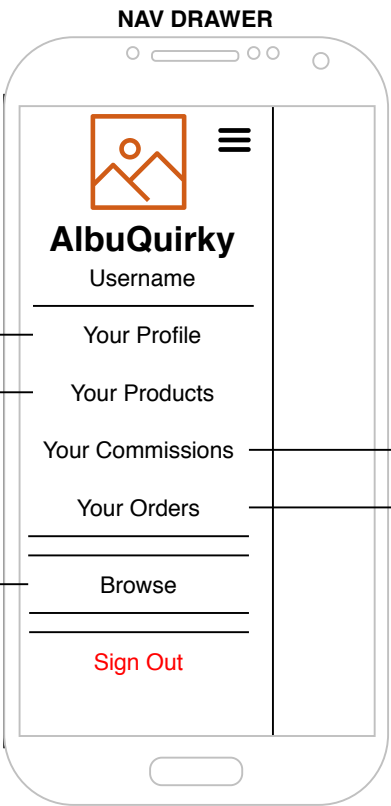 NAV DRAWER
AlbuQuirky
Username
Your Profile
Your Products
Your Commissions
Your Orders
Browse
Sign Out